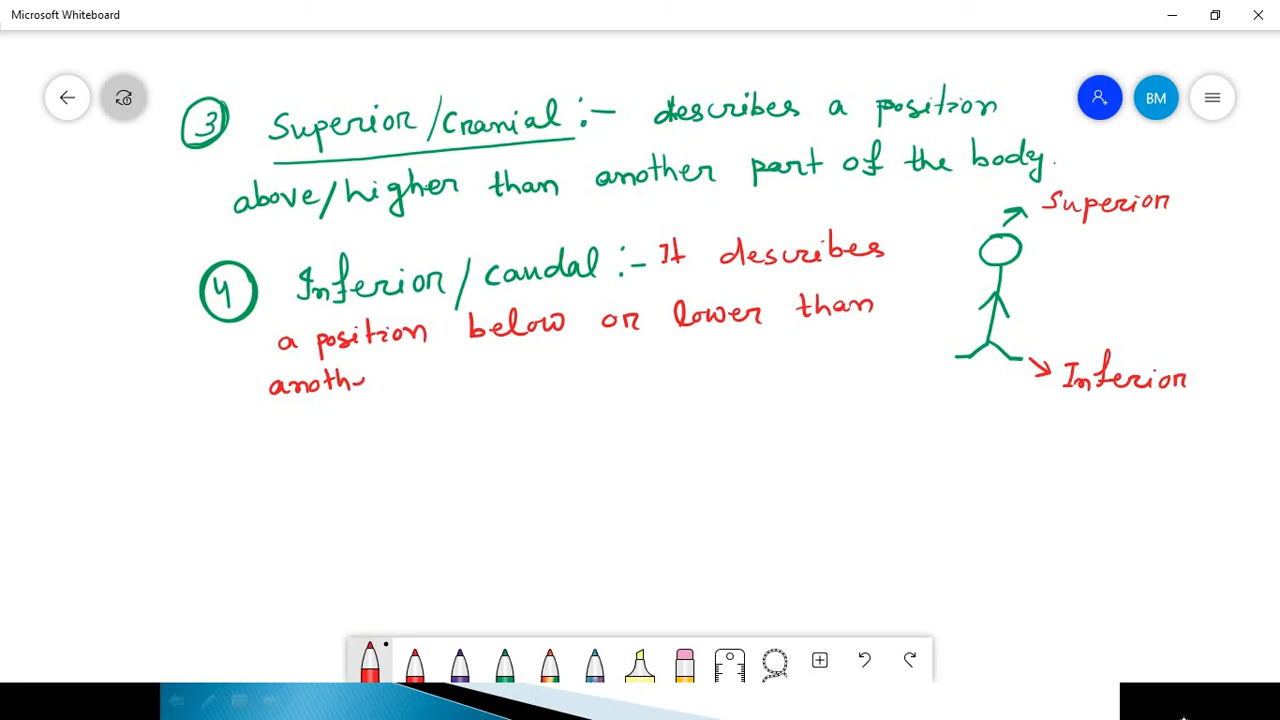 Microsoft Whiteboard
BM
3 Superior/Cranial :- describes a position
above/higher than another part of the body.
Superior
4 Inferior/caudal :- It describes
a position below or lower than
anoth
Inferior